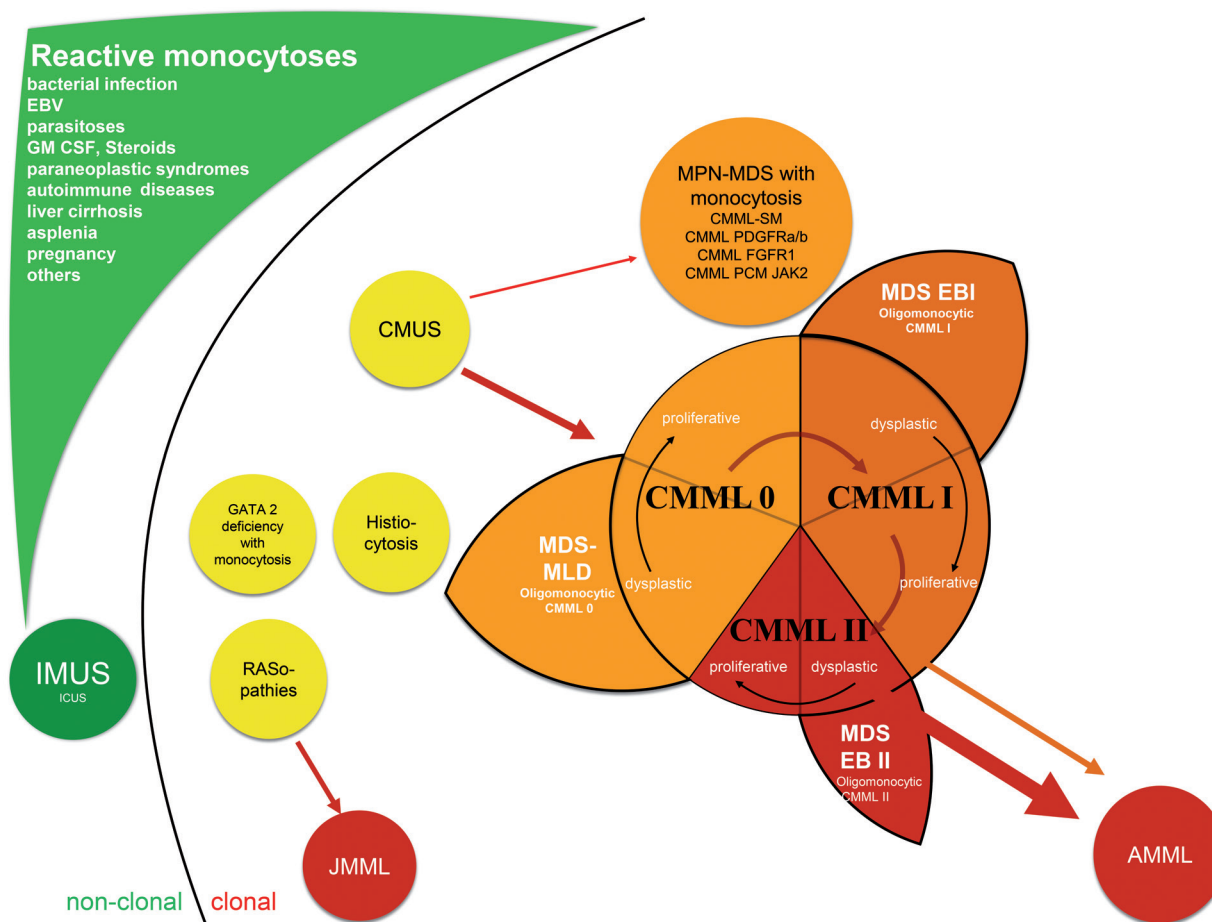 Reactive monocytoses
bacterial infection
EBV
parasitoses
GM CSF, Steroids
paraneoplastic syndromes
autoimmune diseases
liver cirrhosis
asplenia
pregnancy
others
MPN-MDS with
monocytosis
CMML-SM
CMML PDGFRa/b
CMML FGFR1
CMML PCM JAK2
CMUS
MDS EBI
Oligomonocytic
CMML I
proliferative
dysplastic
CMML 0
CMML I
GATA 2
deficiency
with
monocytosis
Histio-
cytosis
MDS-
MLD
Oligomonocytic
CMML 0
dysplastic
proliferative
CMML II
proliferative
dysplastic
IMUS
ICUS
RASo-
pathies
MDS
EB II
Oligomonocytic
CMML II
JMML
AMML
non-clonal
clonal